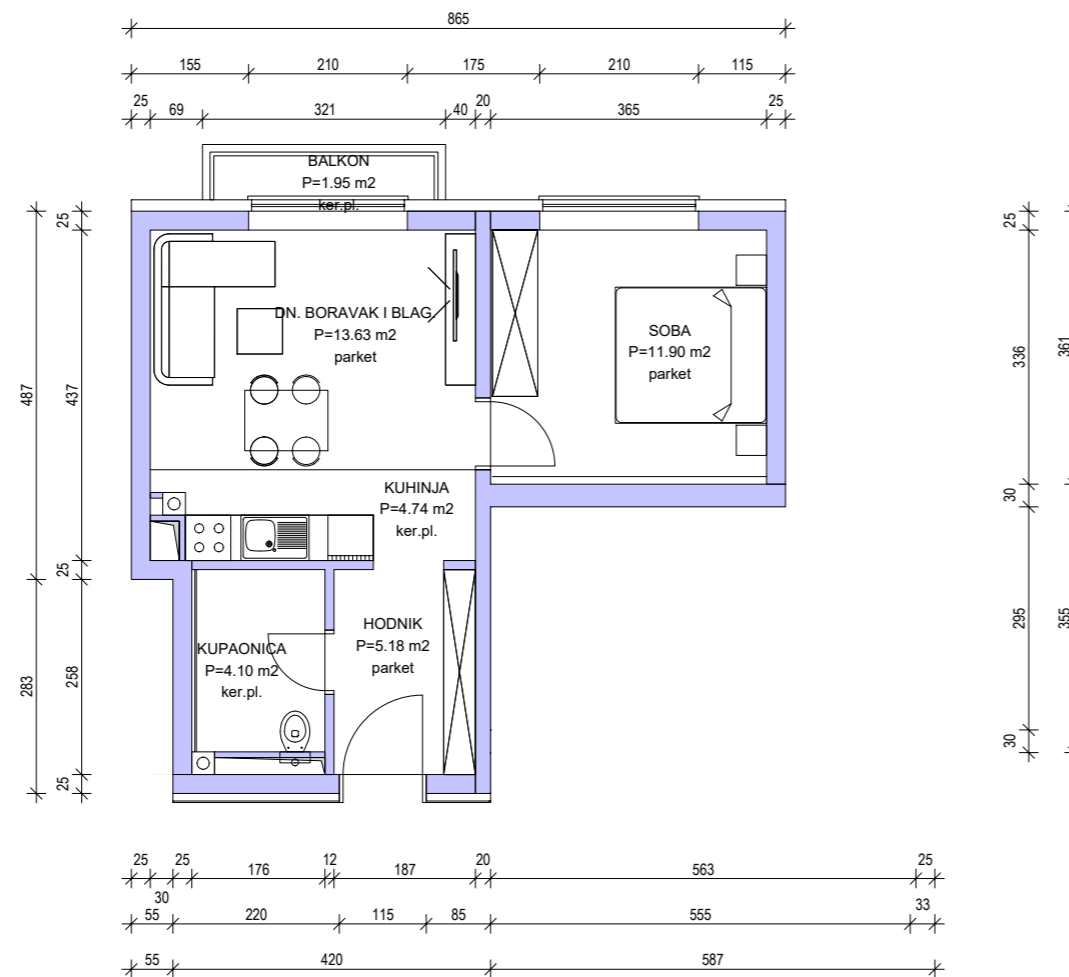 865
155 210 175 210 115
25 69 321 40 20 365 25
BALKON
P=1.95 m2
ker.pl.
DN. BORAVAK I BLAG.
P=13.63 m2
parket
SOBA
P=11.90 m2
parket
KUHINJA
P=4.74 m2
ker.pl.
HODNIK
P=5.18 m2
parket
KUPAONICA
P=4.10 m2
ker.pl.
487
283
25
437
25
258
25
25
336
30
295
30
361
355
25 25 176 12 187 20 563 25
30
55 220 115 85 555 33
55 420 587